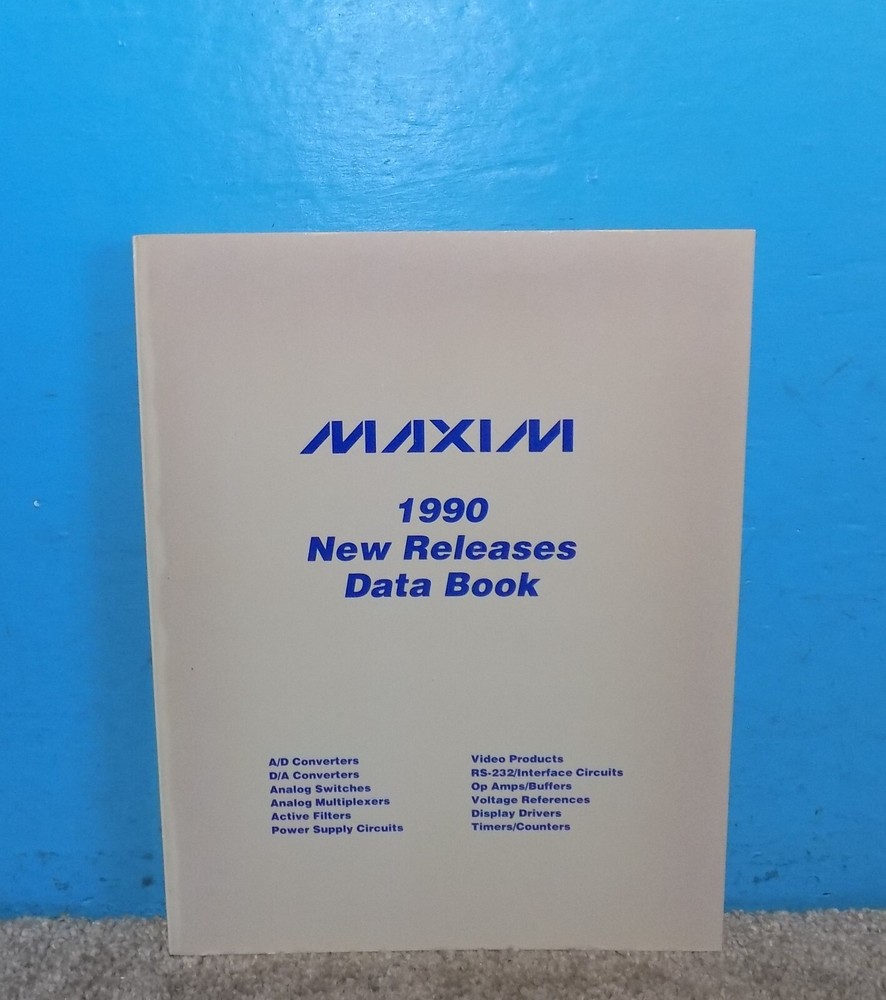 MAXIM
1990
New Releases
Data Book
A/D Converters
D/A Converters
Analog Switches
Analog Multiplexers
Active Filters
Power Supply Circuits
Video Products
RS-232/Interface Circuits
Op Amps/Buffers
Voltage References
Display Drivers
Timers/Counters